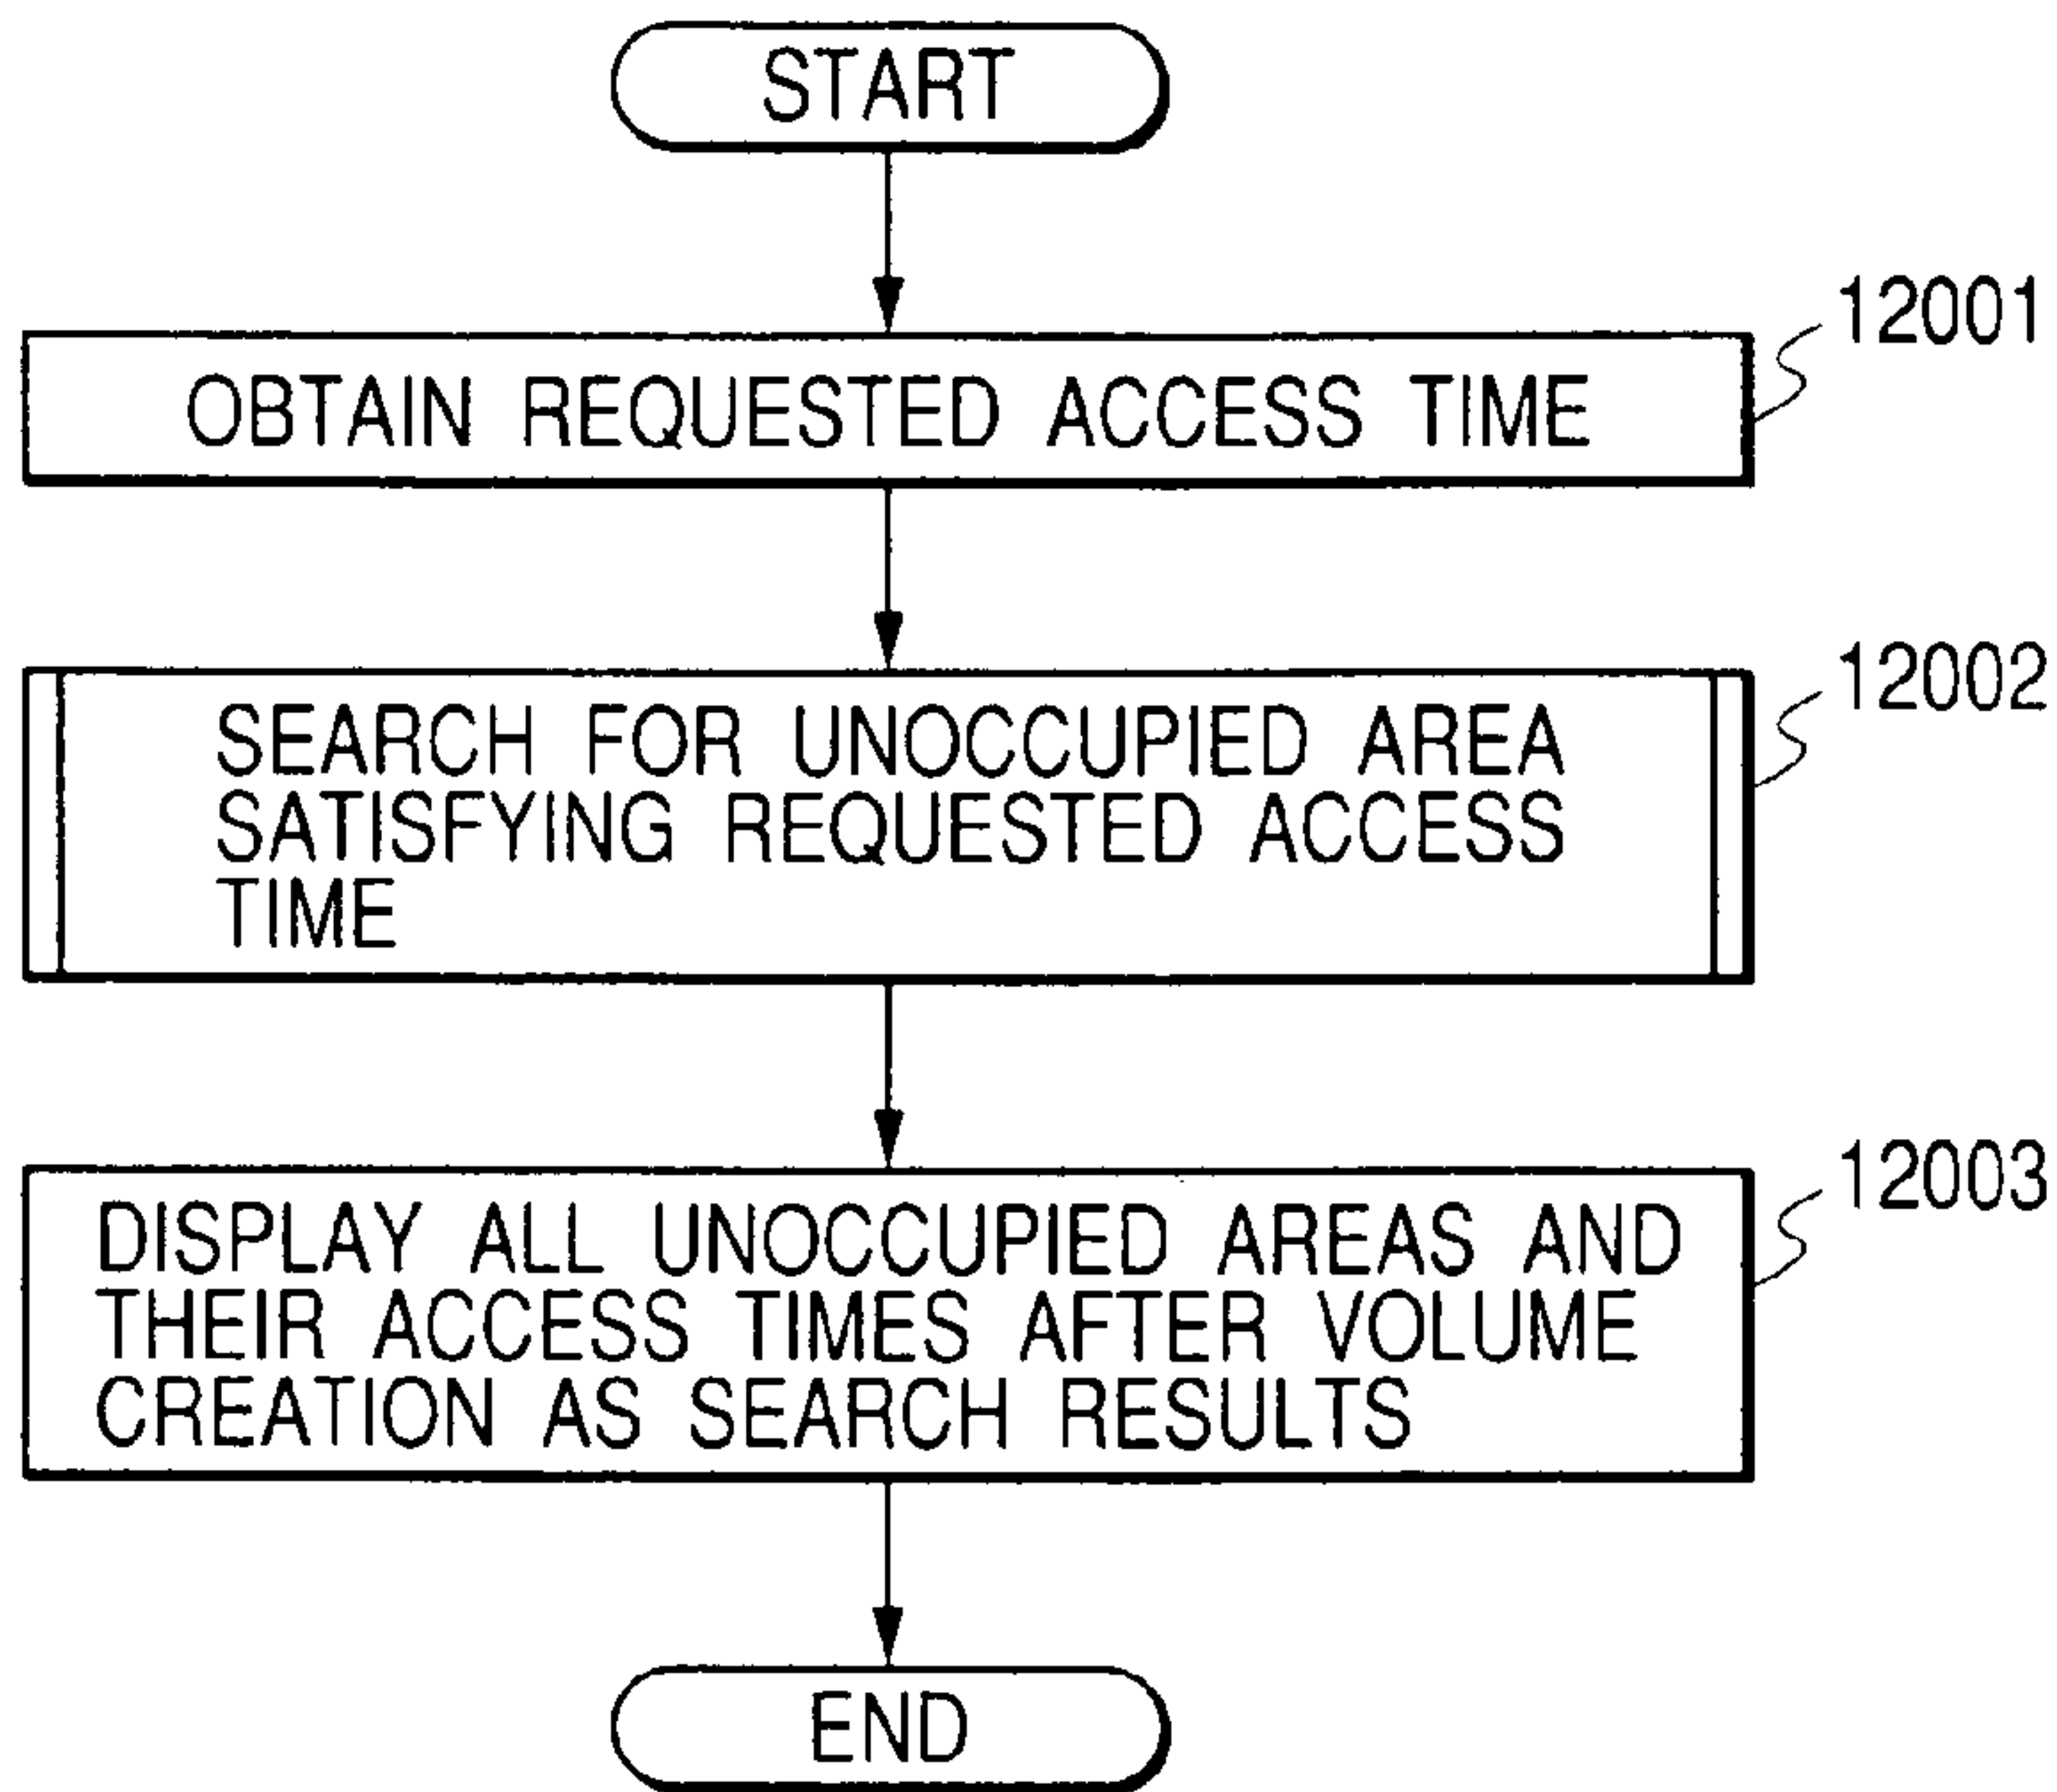 START
12001
OBTAIN REQUESTED ACCESS TIME
12002
SEARCH FOR UNOCCUPIED AREA
SATISFYING REQUESTED ACCESS
TIME
12003
DISPLAY ALL UNOCCUPIED AREAS AND
THEIR ACCESS TIMES AFTER VOLUME
CREATION AS SEARCH RESULTS
END